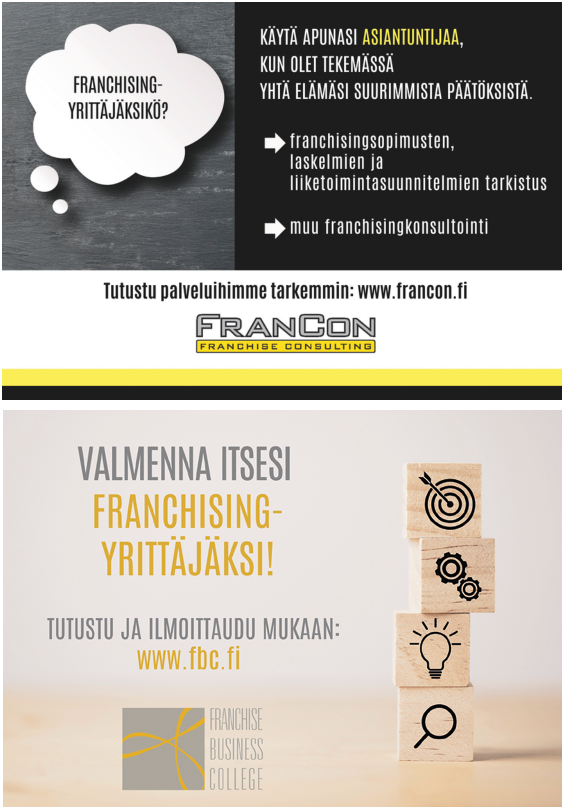 FRANCHISING-
YRITTÄJÄKSIKÖ?
KÄYTÄ APUNASI ASIANTUNTIJAA,
KUN OLET TEKEMÄSSÄ
YHTÄ ELÄMÄSI SUURIMMISTA PÄÄTÖKSISTÄ.
franchisingsopimusten,
laskelmien ja
liiketoimintasuunnitelmien tarkistus
muu franchisingkonsultointi
Tutustu palveluihimme tarkemmin: www.francon.fi
FRANCON
FRANCHISE CONSULTING
VALMENNA ITSESI
FRANCHISING-
YRITTÄJÄKSI!
TUTUSTU JA ILMOITTAUDU MUKAAN:
www.fbc.fi
FRANCHISE
BUSINESS
COLLEGE